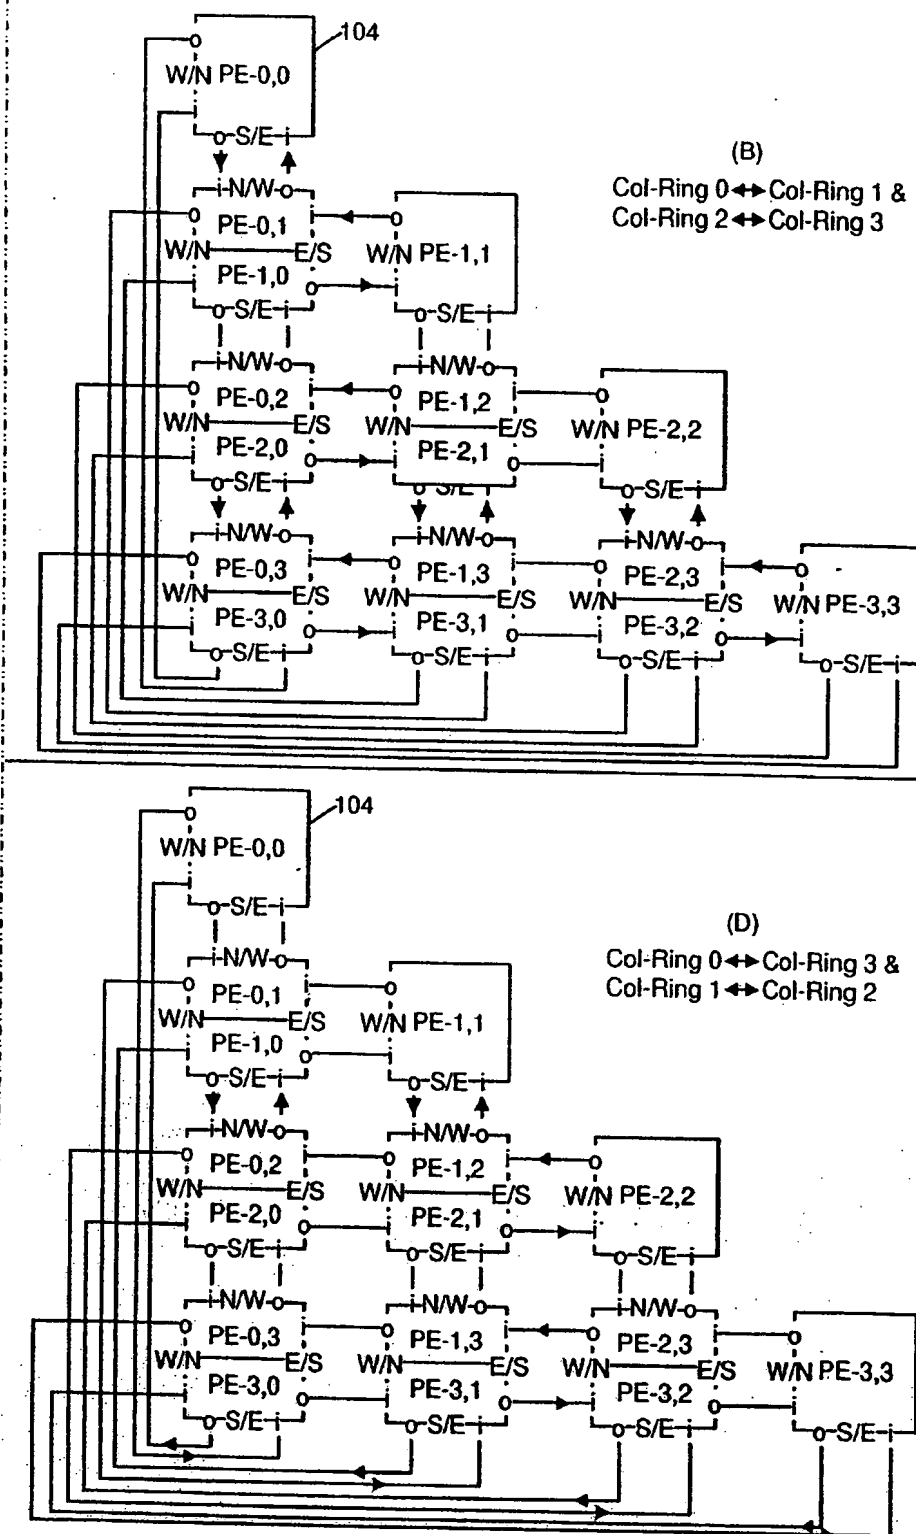 104
o
W/N PE-0,0
i
o-S/E-i
(B)
Col-Ring 0↔Col-Ring 1 &
Col-Ring 2↔Col-Ring 3
i-N/W-o
o PE-0,1 i o
W/N E/S W/N PE-1,1
i PE-1,0 o i
o-S/E-i o-S/E-i
i-N/W-o i-N/W-o
o PE-0,2 i o PE-1,2 i o
W/N E/S W/N E/S W/N PE-2,2
i PE-2,0 o i PE-2,1 o i
o-S/E-i o-S/E-i o-S/E-i
i-N/W-o i-N/W-o i-N/W-o
o PE-0,3 i o PE-1,3 i o PE-2,3 i o
W/N E/S W/N E/S W/N E/S W/N PE-3,3
i PE-3,0 o i PE-3,1 o i PE-3,2 o i
o-S/E-i o-S/E-i o-S/E-i o-S/E-i
104
o
W/N PE-0,0
i
o-S/E-i
(D)
Col-Ring 0↔Col-Ring 3 &
Col-Ring 1↔Col-Ring 2
i-N/W-o
o PE-0,1 i o
W/N E/S W/N PE-1,1
i PE-1,0 o i
o-S/E-i o-S/E-i
i-N/W-o i-N/W-o
o PE-0,2 i o PE-1,2 i o
W/N E/S W/N E/S W/N PE-2,2
i PE-2,0 o i PE-2,1 o i
o-S/E-i o-S/E-i o-S/E-i
i-N/W-o i-N/W-o i-N/W-o
o PE-0,3 i o PE-1,3 i o PE-2,3 i o
W/N E/S W/N E/S W/N E/S W/N PE-3,3
i PE-3,0 o i PE-3,1 o i PE-3,2 o i
o-S/E-i o-S/E-i o-S/E-i o-S/E-i